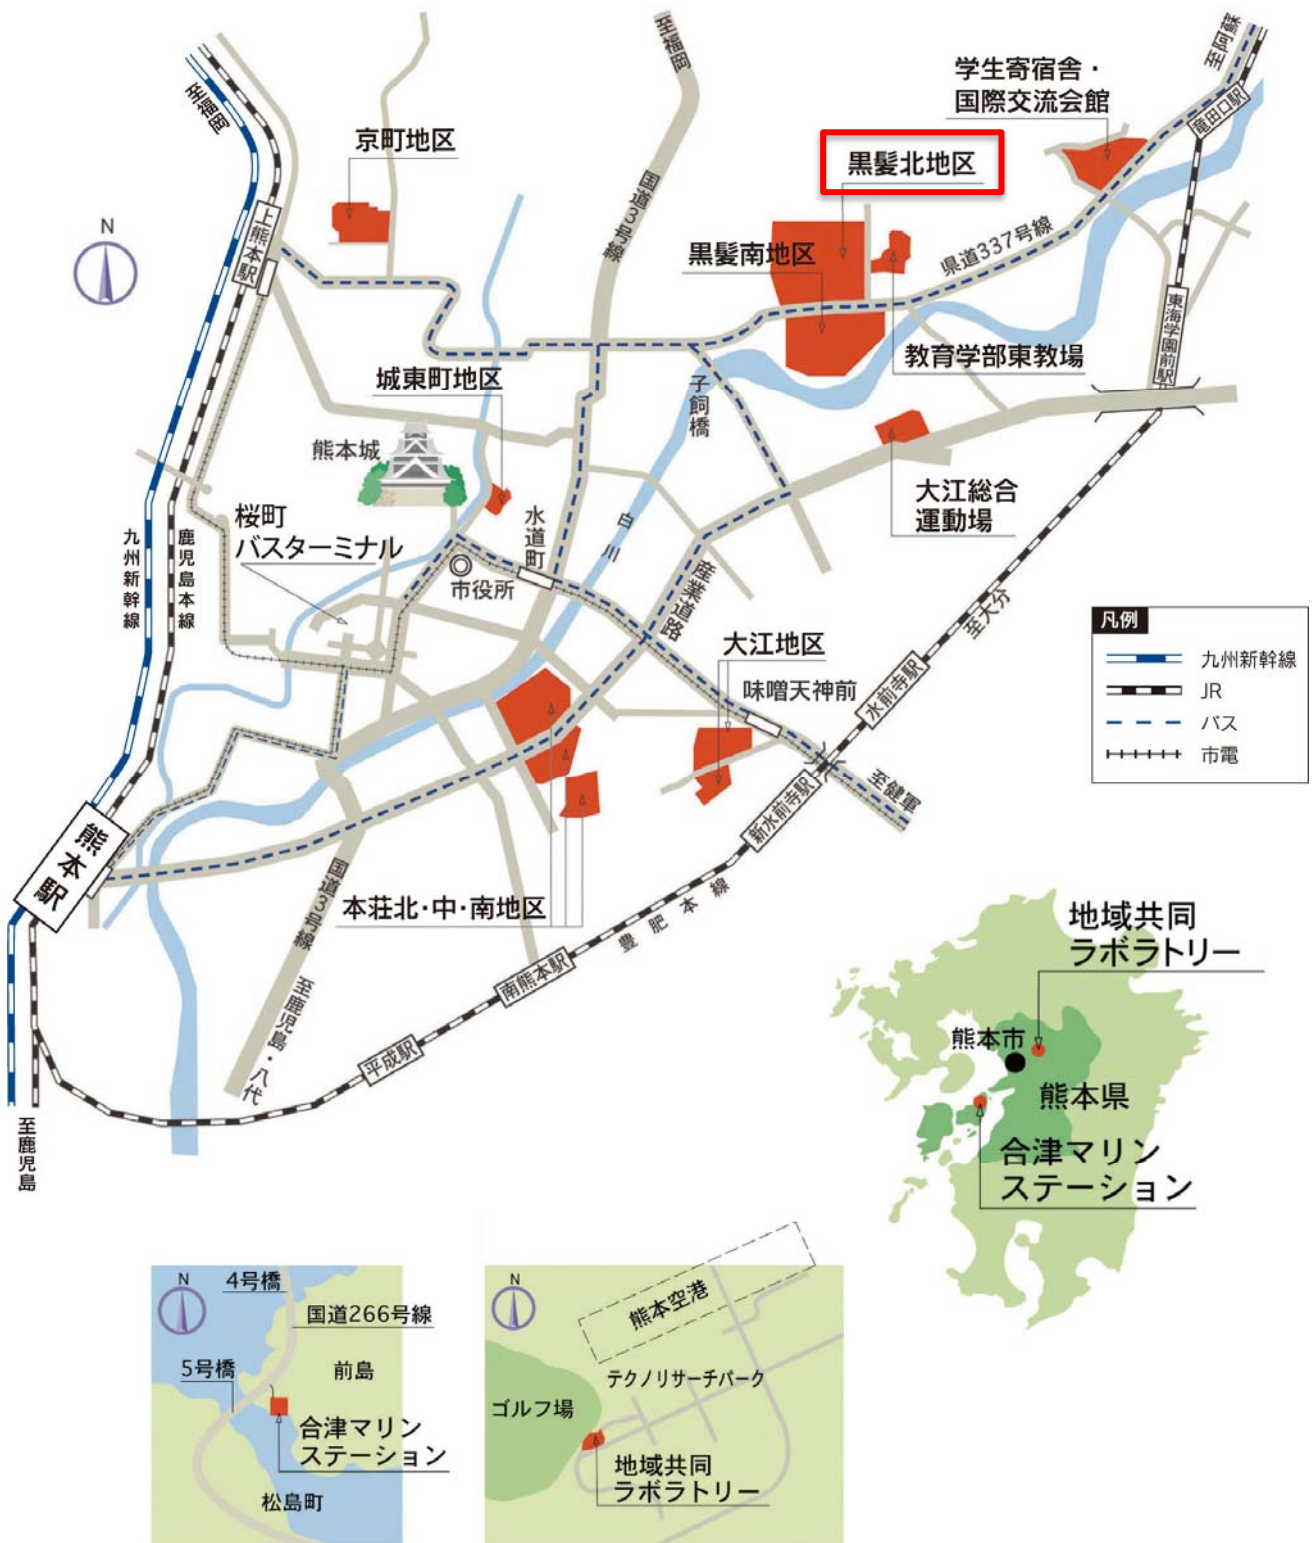 至福岡
至福岡
至阿蘇
学生寄宿舎・
国際交流会館
竜田口駅
京町地区
黒髪北地区
国道3号線
N
上熊本駅
黒髪南地区
県道337号線
東海学園前駅
教育学部東教場
城東町地区
子飼橋
熊本城
大江総合
運動場
桜町
バスターミナル
水道町
白川
九州新幹線
鹿児島本線
市役所
産業道路
至大分
大江地区
味噌天神前
水前寺駅
凡例
九州新幹線
JR
バス
市電
至健軍
新水前寺駅
熊本駅
本荘北・中・南地区
国道3号線
豊肥本線
南熊本駅
至鹿児島・八代
平成駅
至鹿児島
地域共同
ラボラトリー
熊本市
熊本県
合津マリン
ステーション
N
4号橋
国道266号線
5号橋
前島
合津マリン
ステーション
松島町
N
熊本空港
テクノリサーチパーク
ゴルフ場
地域共同
ラボラトリー